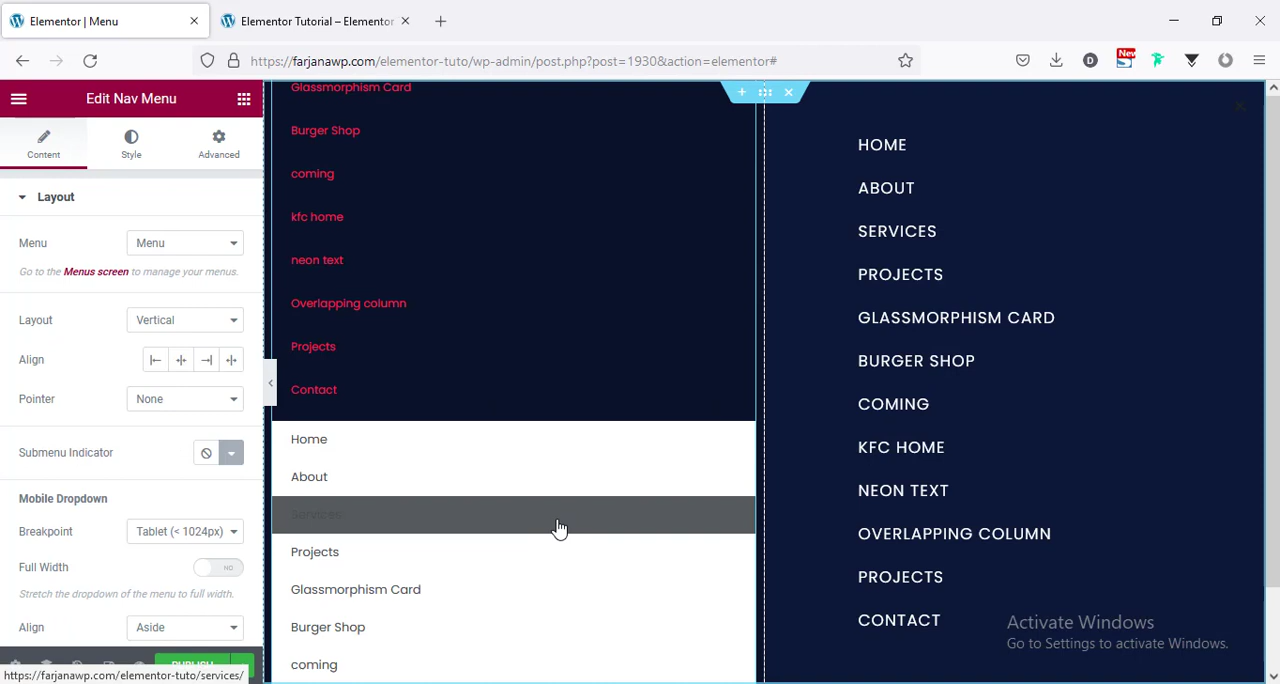 Elementor | Menu
Elementor Tutorial – Elementor
https://farjanawp.com/elementor-tuto/wp-admin/post.php?post=1930&action=elementor#
New
D
Edit Nav Menu
Content
Style
Advanced
Layout
Menu
Menu
Go to the Menus screen to manage your menus.
Layout
Vertical
Align
Pointer
None
Submenu Indicator
Mobile Dropdown
Breakpoint
Tablet (< 1024px)
Full Width
NO
Stretch the dropdown of the menu to full width.
Align
Aside
PUBLISH
https://farjanawp.com/elementor-tuto/services/
Glassmorphism Card
Burger Shop
coming
kfc home
neon text
Overlapping column
Projects
Contact
Home
About
Services
Projects
Glassmorphism Card
Burger Shop
coming
HOME
ABOUT
SERVICES
PROJECTS
GLASSMORPHISM CARD
BURGER SHOP
COMING
KFC HOME
NEON TEXT
OVERLAPPING COLUMN
PROJECTS
CONTACT
Activate Windows
Go to Settings to activate Windows.